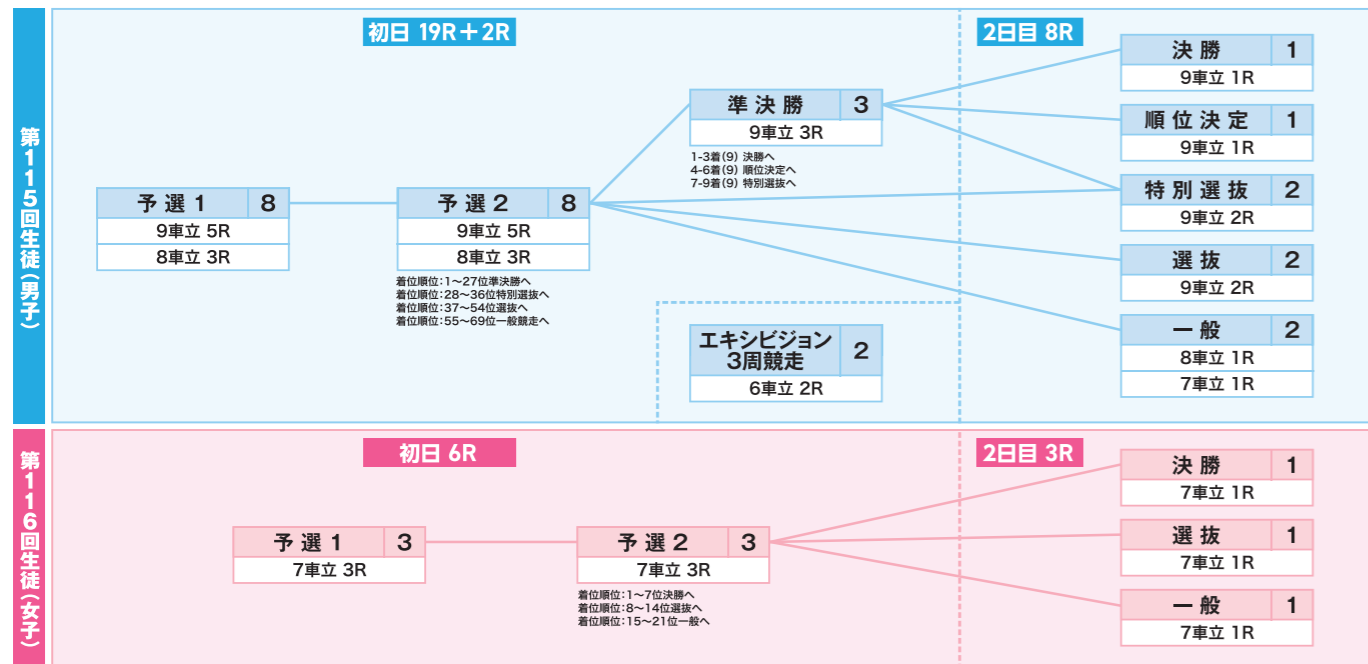 第115回生徒(男子)
初日 19R+2R
2日目 8R
予選1 8
9車立 5R
8車立 3R
予選2 8
9車立 5R
8車立 3R
着位順位:1~27位準決勝へ
着位順位:28~36位特別選抜へ
着位順位:37~54位選抜へ
着位順位:55~69位一般競走へ
準決勝 3
9車立 3R
1-3着(9) 決勝へ
4-6着(9) 順位決定へ
7-9着(9) 特別選抜へ
エキシビジョン
3周競走 2
6車立 2R
決勝 1
9車立 1R
順位決定 1
9車立 1R
特別選抜 2
9車立 2R
選抜 2
9車立 2R
一般 2
8車立 1R
7車立 1R
第116回生徒(女子)
初日 6R
2日目 3R
予選1 3
7車立 3R
予選2 3
7車立 3R
着位順位:1~7位決勝へ
着位順位:8~14位選抜へ
着位順位:15~21位一般へ
決勝 1
7車立 1R
選抜 1
7車立 1R
一般 1
7車立 1R